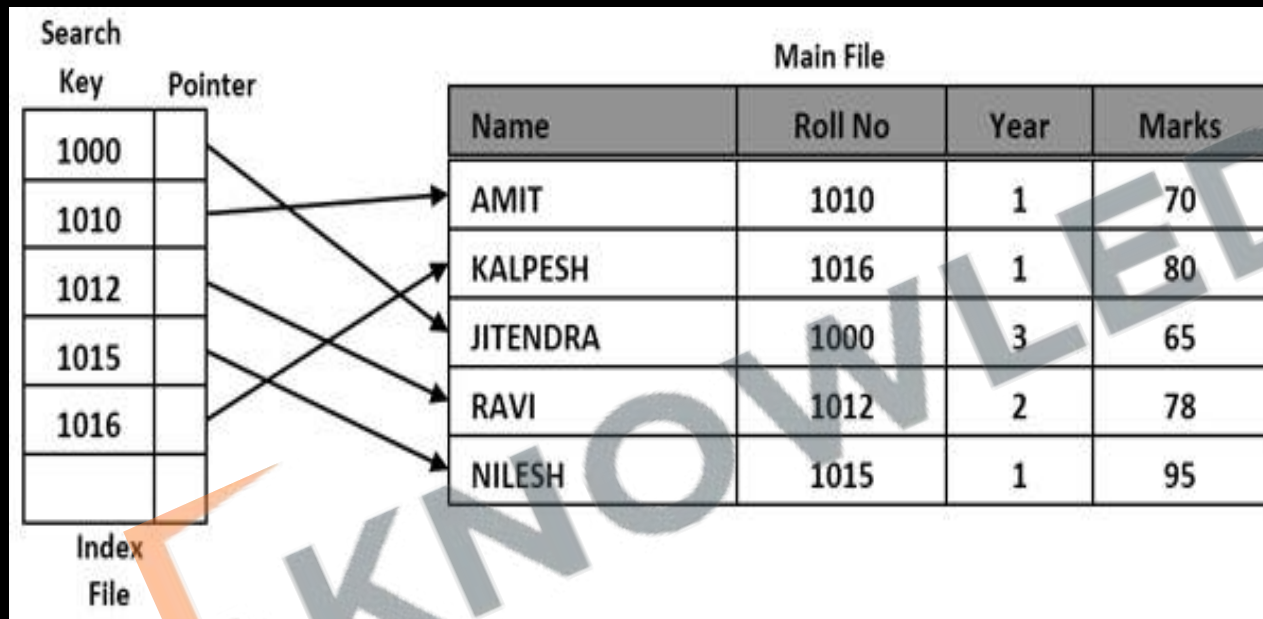 Search
Key Pointer
1000
1010
1012
1015
1016
Index
File
Main File
Name Roll No Year Marks
AMIT 1010 1 70
KALPESH 1016 1 80
JITENDRA 1000 3 65
RAVI 1012 2 78
NILESH 1015 1 95
KNOWLED